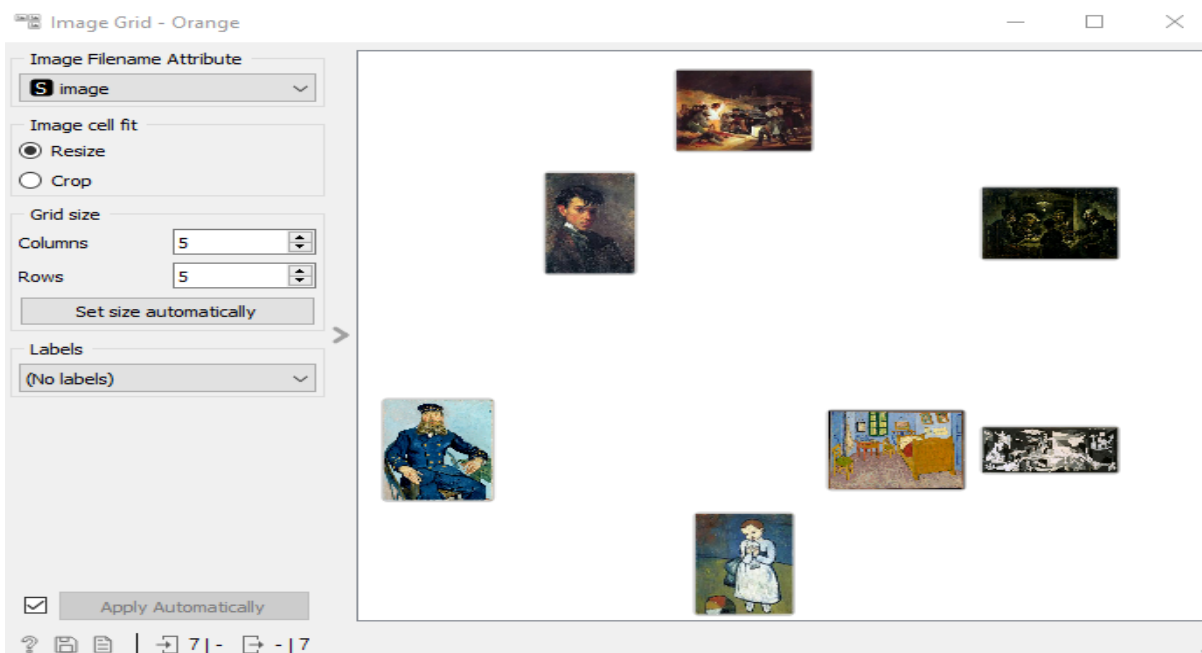 Image Grid - Orange
Image Filename Attribute
S image
Image cell fit
Resize
Crop
Grid size
Columns 5
Rows 5
Set size automatically
Labels
(No labels)
Apply Automatically
? | 7 | - - | 7